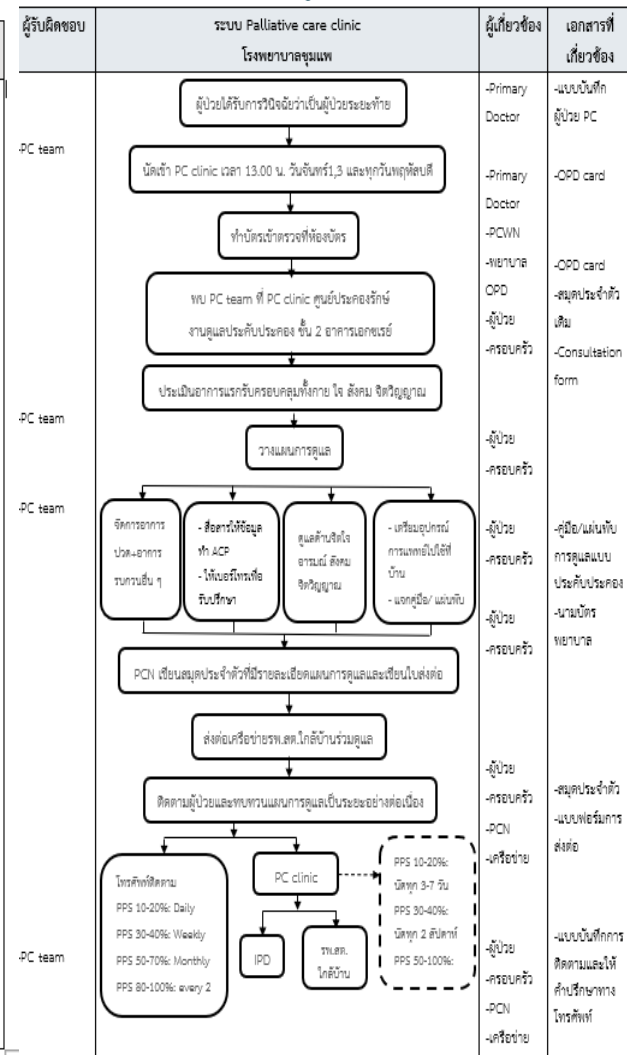 ผู้รับผิดชอบ
ระบบ Palliative care clinic
โรงพยาบาลชุมแพ
ผู้เกี่ยวข้อง
เอกสารที่
เกี่ยวข้อง
ผู้ป่วยได้รับการวินิจฉัยว่าเป็นผู้ป่วยระยะท้าย
-Primary
Doctor
-แบบบันทึก
ผู้ป่วย PC
-PC team
นัดเข้า PC clinic เวลา 13.00 น. วันจันทร์1,3 และทุกวันพฤหัสบดี
-Primary
Doctor
-PCWN
-พยาบาล
OPD
-ผู้ป่วย
-ครอบครัว
-OPD card
ทำบัตรเข้าตรวจที่ห้องบัตร
พบ PC team ที่ PC clinic ศูนย์ประคองรักษ์
งานดูแลประคับประคอง ชั้น 2 อาคารเอกซเรย์
-OPD card
-สมุดประจำตัว
เดิม
-Consultation
form
ประเมินอาการแรกรับครอบคลุมทั้งกาย ใจ สังคม จิตวิญญาณ
-PC team
วางแผนการดูแล
-ผู้ป่วย
-ครอบครัว
-PC team
จัดการอาการ
ปวด+อาการ
รบกวนอื่น ๆ
- สื่อสารให้ข้อมูล
ทำ ACP
- ให้เบอร์โทรเพื่อ
รับปรึกษา
ดูแลด้านจิตใจ
อารมณ์ สังคม
จิตวิญญาณ
- เตรียมอุปกรณ์
การแพทย์ไปใช้ที่
บ้าน
- แจกคู่มือ/ แผ่นพับ
-ผู้ป่วย
-ครอบครัว
-คู่มือ/แผ่นพับ
การดูแลแบบ
ประคับประคอง
-นามบัตร
พยาบาล
-ผู้ป่วย
-ครอบครัว
PCN เขียนสมุดประจำตัวที่มีรายละเอียดแผนการดูแลและเขียนใบส่งต่อ
ส่งต่อเครือข่ายรพ.สต.ใกล้บ้านร่วมดูแล
ติดตามผู้ป่วยและทบทวนแผนการดูแลเป็นระยะอย่างต่อเนื่อง
-ผู้ป่วย
-ครอบครัว
-PCN
-เครือข่าย
-สมุดประจำตัว
-แบบฟอร์มการ
ส่งต่อ
-PC team
โทรศัพท์ติดตาม
PPS 10-20%: Daily
PPS 30-40%: Weekly
PPS 50-70%: Monthly
PPS 80-100%: every 2
PC clinic
IPD
รพ.สต.
ใกล้บ้าน
PPS 10-20%:
นัดทุก 3-7 วัน
PPS 30-40%:
นัดทุก 2 สัปดาห์
PPS 50-100%:
-ผู้ป่วย
-ครอบครัว
-PCN
-เครือข่าย
-แบบบันทึกการ
ติดตามและให้
คำปรึกษาทาง
โทรศัพท์